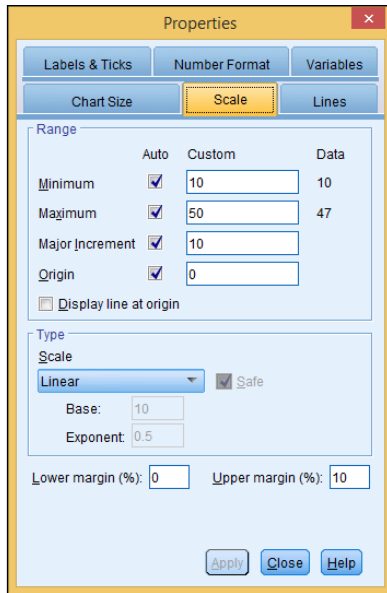 Properties
Labels & Ticks Number Format Variables
Chart Size Scale Lines
Range
Auto Custom Data
Minimum 10 10
Maximum 50 47
Major Increment 10
Origin 0
Display line at origin
Type
Scale
Linear Safe
Base: 10
Exponent: 0.5
Lower margin (%): 0 Upper margin (%): 10
Apply Close Help